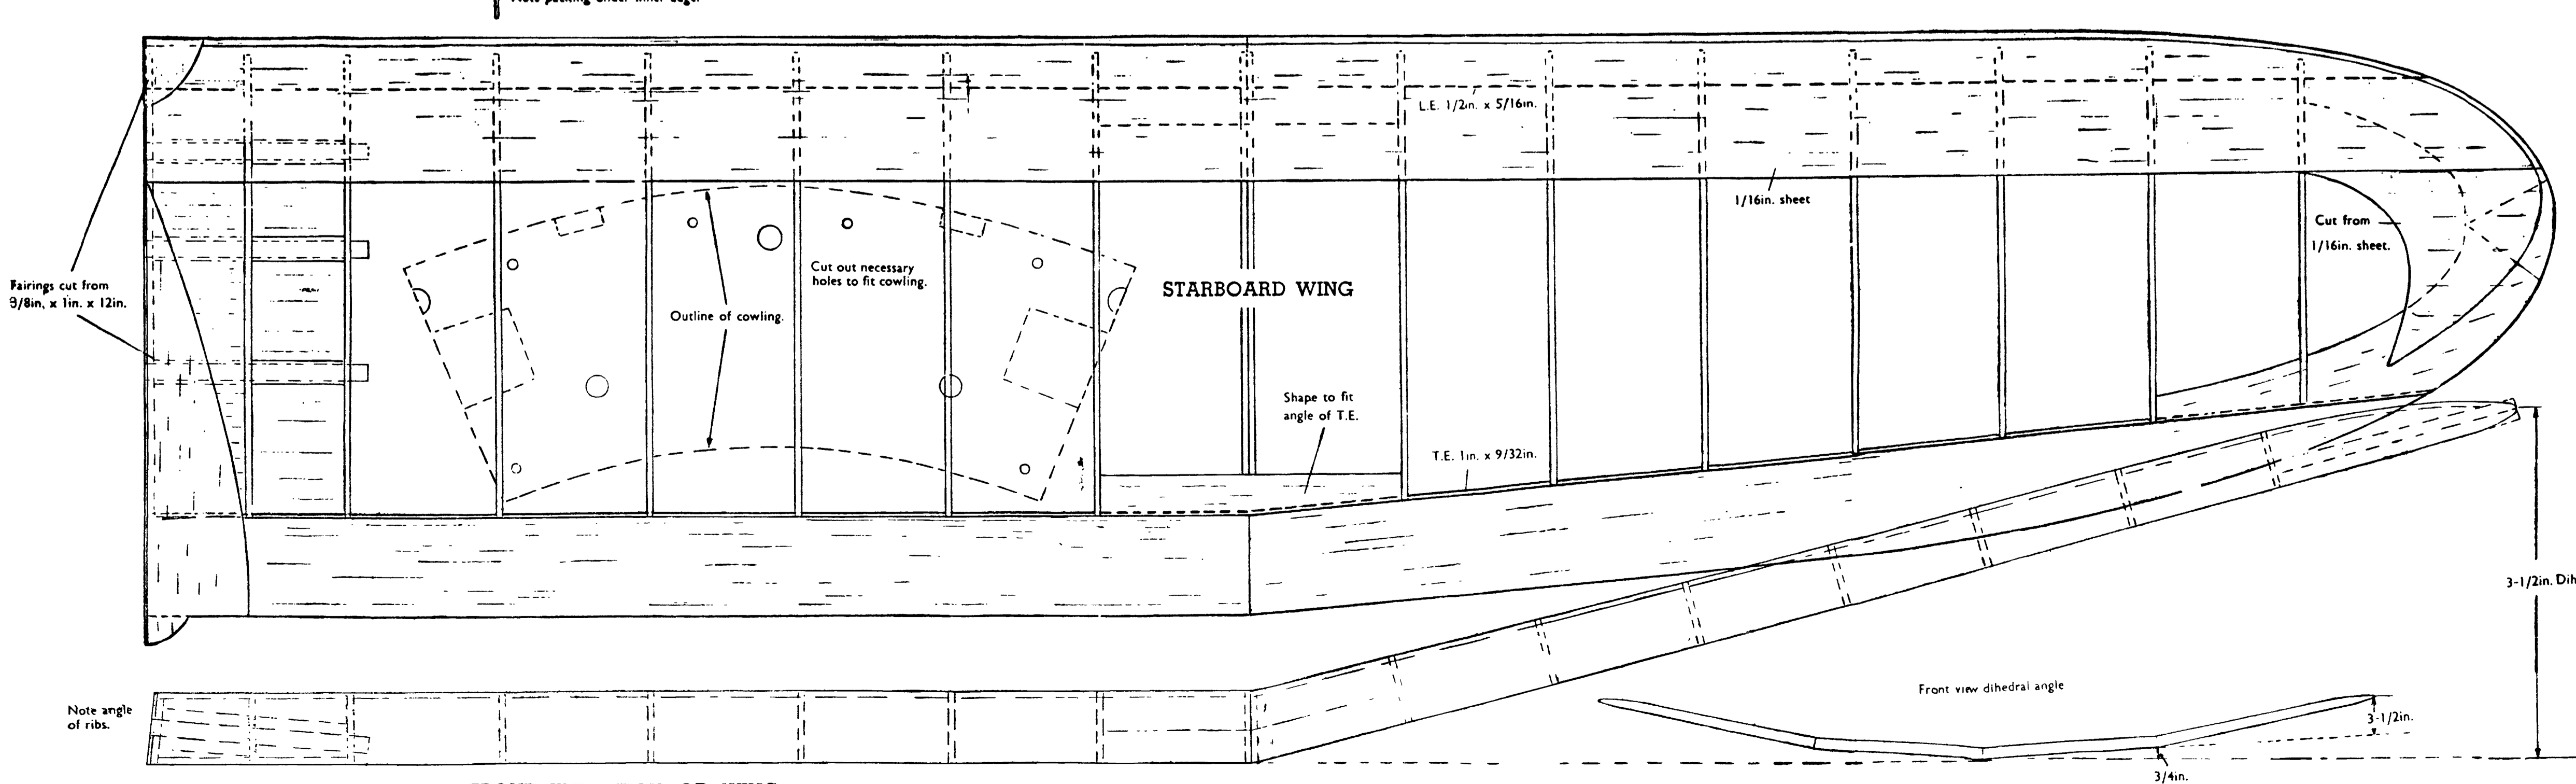 L.E. 1/2in. x 5/16in.
1/16in. sheet
Cut from
1/16in. sheet.
Fairings cut from
3/8in. x 1in. x 12in.
Cut out necessary
holes to fit cowling.
STARBOARD WING
Outline of cowling.
Shape to fit
angle of T.E.
T.E. 1in. x 9/32in.
3-1/2in.
Note angle
of ribs.
Front view dihedral angle
3-1/2in.
3/4in.